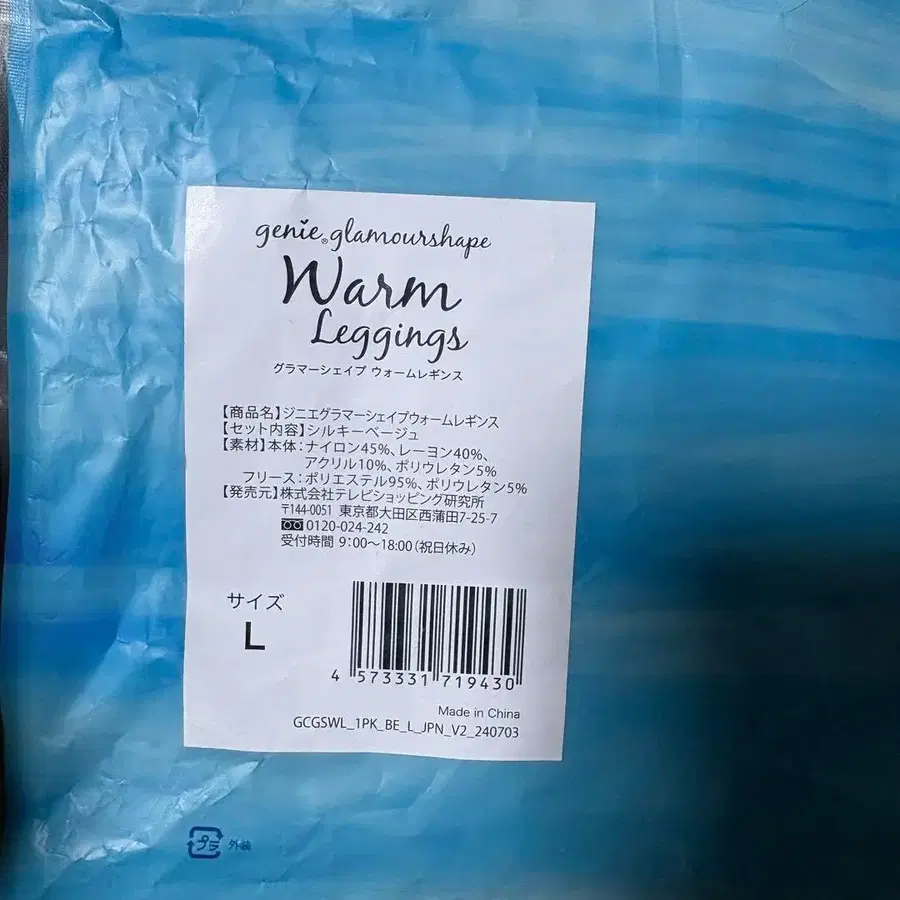 genie®glamourshape
Warm
Leggings
グラマーシェイプ ウォームレギンス
【商品名】ジニエグラマーシェイプウォームレギンス
【セット内容】シルキーベージュ
【素材】本体：ナイロン45%、レーヨン40%、
アクリル10%、ポリウレタン5%
フリース：ポリエステル95%、ポリウレタン5%
【発売元】株式会社テレビショッピング研究所
〒144-0051 東京都大田区西蒲田7-25-7
0120-024-242
受付時間 9:00〜18:00（祝日休み）
サイズ
L
4 573331 719430
Made in China
GCGSWL_1PK_BE_L_JPN_V2_240703
プラ 外装